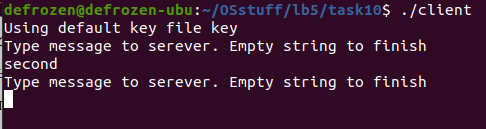 defrozen@defrozen-ubu:~/OSstuff/lb5/task10$ ./client
Using default key file key
Type message to serever. Empty string to finish
second
Type message to serever. Empty string to finish